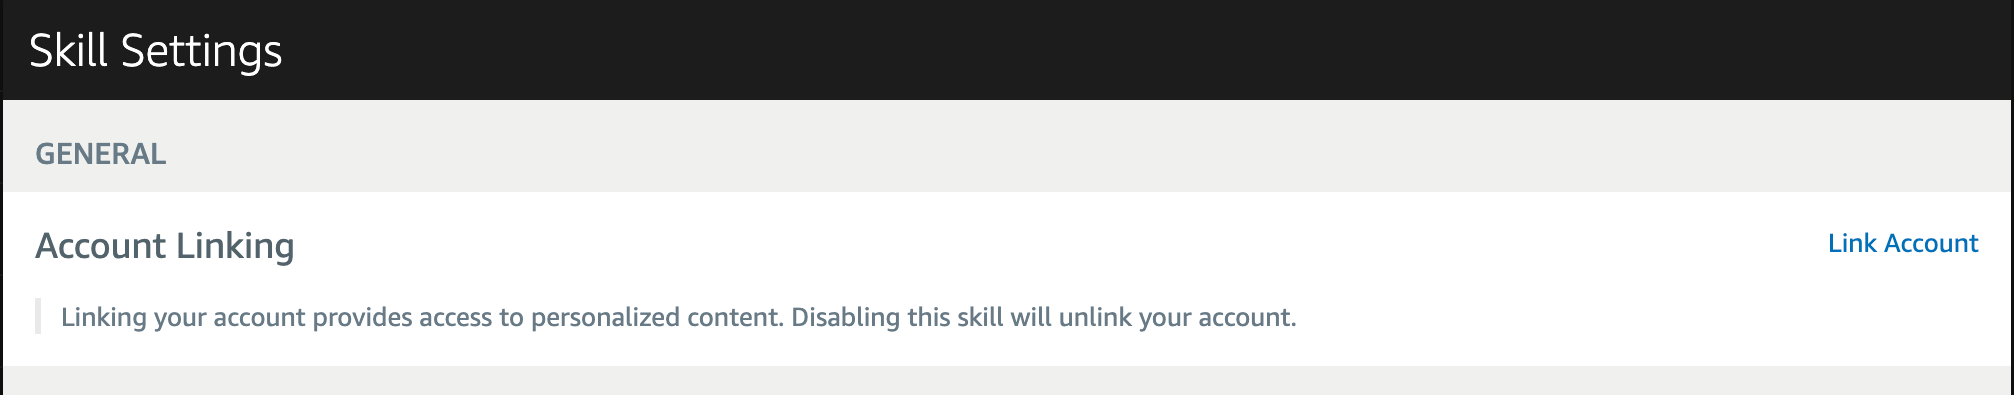 Skill Settings
GENERAL
Account Linking
Link Account
Linking your account provides access to personalized content. Disabling this skill will unlink your account.